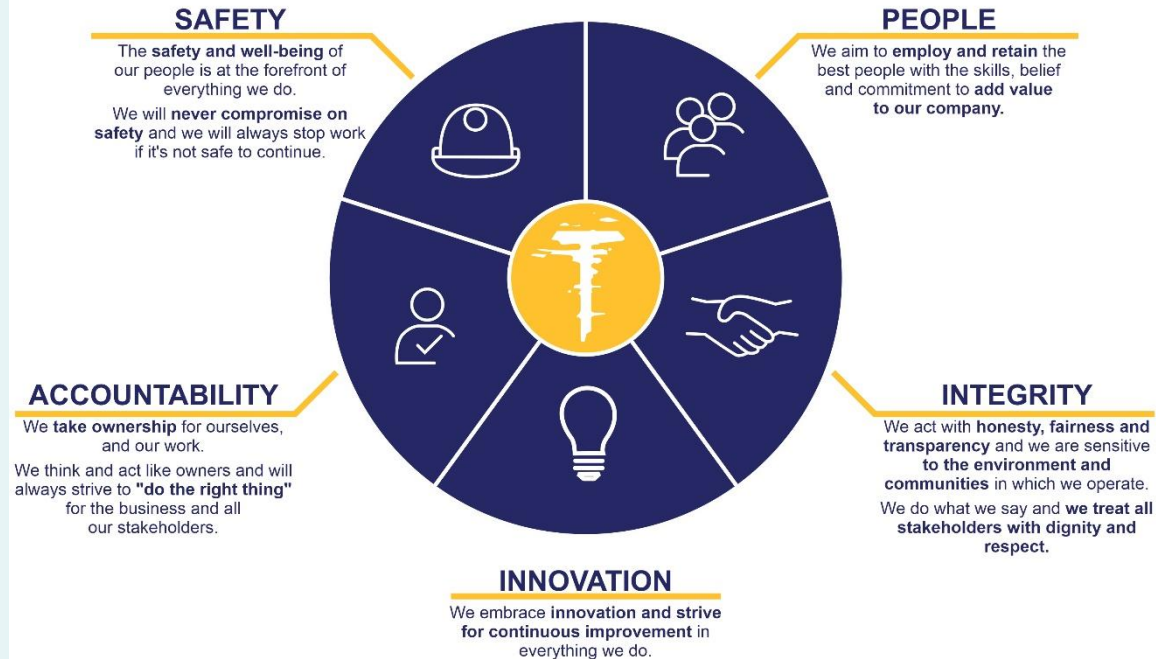 SAFETY
The safety and well-being of
our people is at the forefront of
everything we do.
We will never compromise on
safety and we will always stop work
if it's not safe to continue.
PEOPLE
We aim to employ and retain the
best people with the skills, belief
and commitment to add value
to our company.
T
ACCOUNTABILITY
We take ownership for ourselves,
and our work.
We think and act like owners and will
always strive to "do the right thing"
for the business and all
our stakeholders.
INTEGRITY
We act with honesty, fairness and
transparency and we are sensitive
to the environment and
communities in which we operate.
We do what we say and we treat all
stakeholders with dignity and
respect.
INNOVATION
We embrace innovation and strive
for continuous improvement in
everything we do.